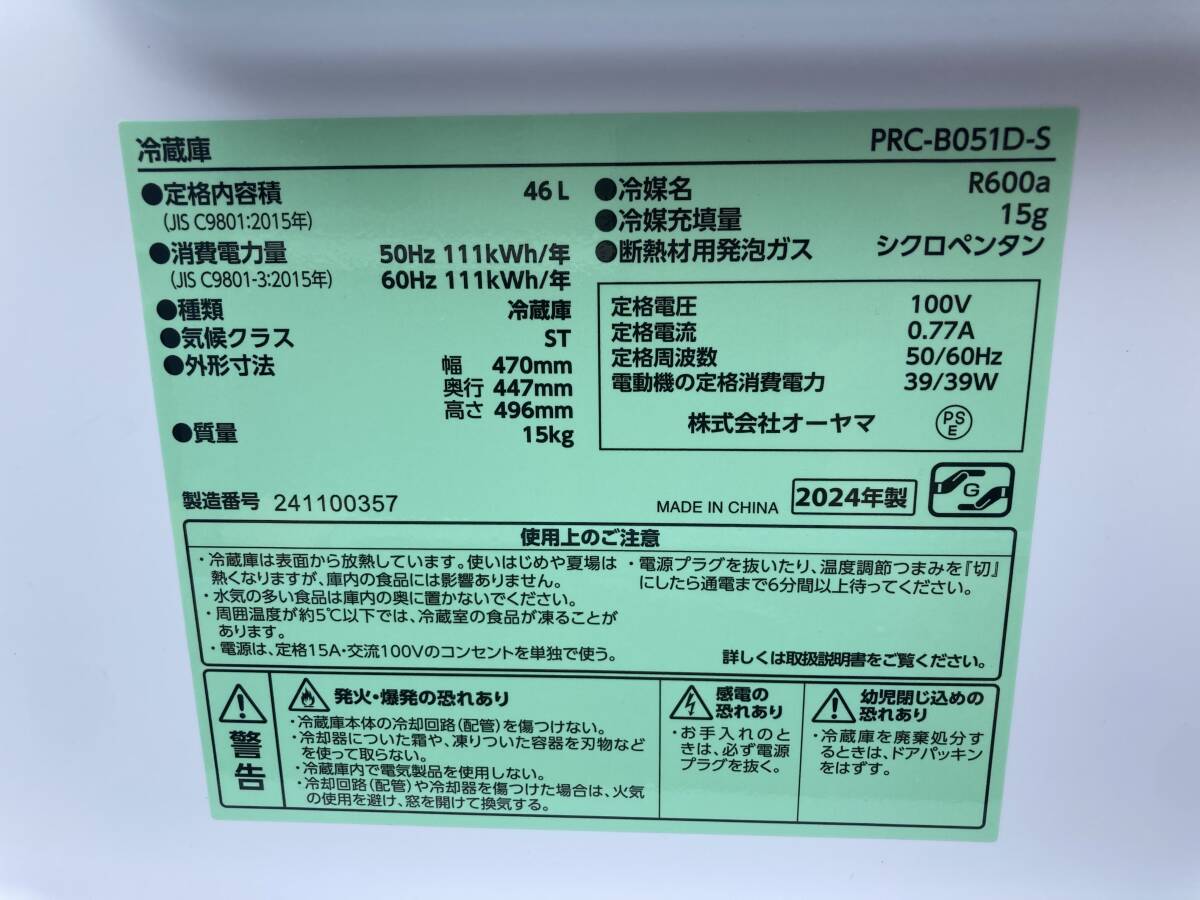 冷蔵庫
PRC-B051D-S
●定格内容積 46L
(JIS C9801:2015年)
●消費電力量 50Hz 111kWh/年
(JIS C9801-3:2015年) 60Hz 111kWh/年
●種類 冷蔵庫
●気候クラス ST
●外形寸法 幅 470mm
奥行 447mm
高さ 496mm
●質量 15kg
●冷媒名 R600a
●冷媒充填量 15g
●断熱材用発泡ガス シクロペンタン
定格電圧 100V
定格電流 0.77A
定格周波数 50/60Hz
電動機の定格消費電力 39/39W
株式会社オーヤマ PSE
製造番号 241100357
MADE IN CHINA 2024年製 G
使用上のご注意
・冷蔵庫は表面から放熱しています。使いはじめや夏場は
熱くなりますが、庫内の食品には影響ありません。
・水気の多い食品は庫内の奥に置かないでください。
・周囲温度が約5℃以下では、冷蔵室の食品が凍ることが
あります。
・電源は、定格15A・交流100Vのコンセントを単独で使う。
・電源プラグを抜いたり、温度調節つまみを『切』
にしたら通電まで6分間以上待ってください。
詳しくは取扱説明書をご覧ください。
警告
発火・爆発の恐れあり
・冷蔵庫本体の冷却回路(配管)を傷つけない。
・冷却器についた霜や、凍りついた容器を刃物など
を使って取らない。
・冷蔵庫内で電気製品を使用しない。
・冷却回路(配管)や冷却器を傷つけた場合は、火気
の使用を避け、窓を開けて換気する。
感電の
恐れあり
・お手入れのと
きは、必ず電源
プラグを抜く。
幼児閉じ込めの
恐れあり
・冷蔵庫を廃棄処分す
るときは、ドアパッキン
をはずす。